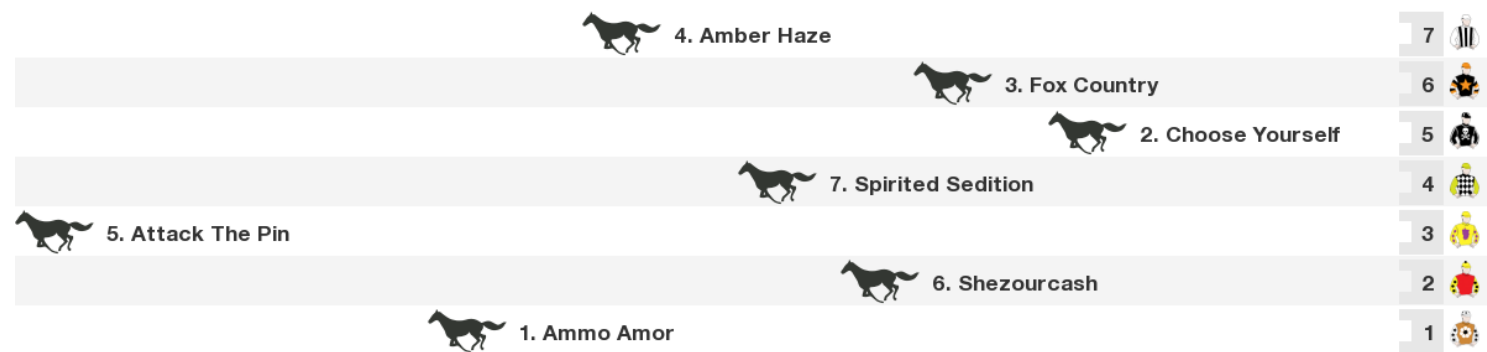 4. Amber Haze 7
3. Fox Country 6
2. Choose Yourself 5
7. Spirited Sedition 4
5. Attack The Pin 3
6. Shezourcash 2
1. Ammo Amor 1